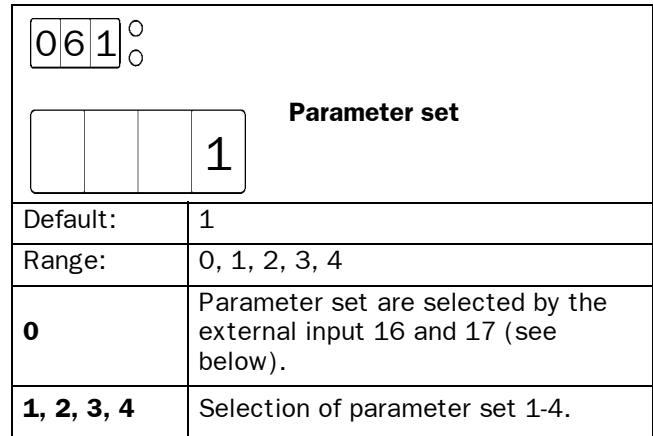 061
Parameter set
1
Default: 1
Range: 0, 1, 2, 3, 4
0 Parameter set are selected by the
external input 16 and 17 (see
below).
1, 2, 3, 4 Selection of parameter set 1-4.